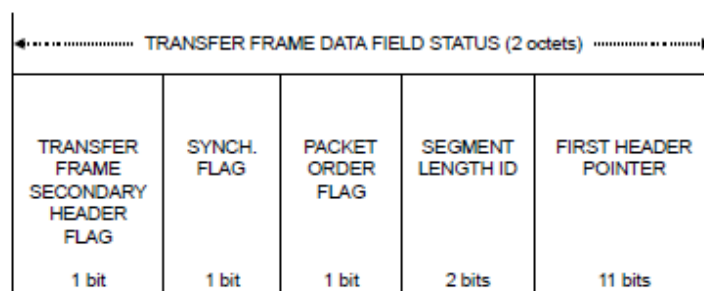 TRANSFER FRAME DATA FIELD STATUS (2 octets)
TRANSFER
FRAME
SECONDARY
HEADER
FLAG
1 bit
SYNCH.
FLAG
1 bit
PACKET
ORDER
FLAG
1 bit
SEGMENT
LENGTH ID
2 bits
FIRST HEADER
POINTER
11 bits